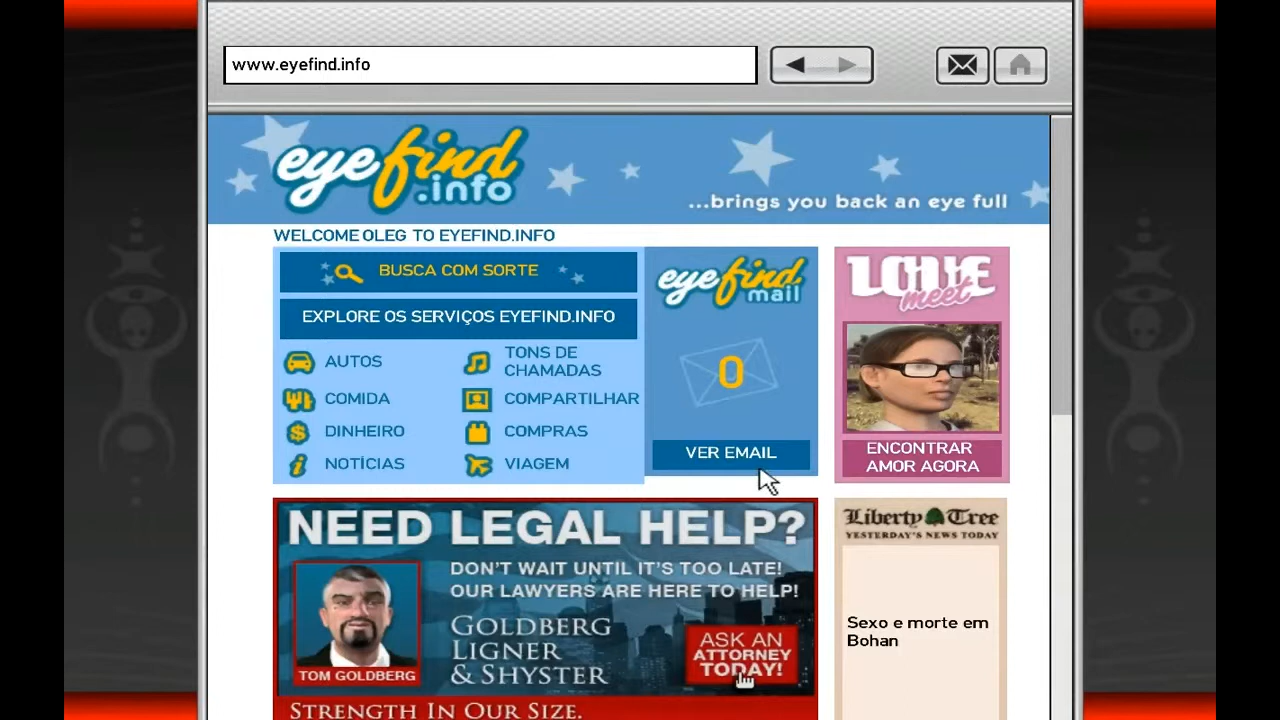 www.eyefind.info
eyefind
.info
...brings you back an eye full
WELCOME OLEG TO EYEFIND.INFO
BUSCA COM SORTE
EXPLORE OS SERVIÇOS EYEFIND.INFO
AUTOS
TONS DE
CHAMADAS
COMIDA
COMPARTILHAR
DINHEIRO
COMPRAS
NOTÍCIAS
VIAGEM
eyefind
mail
0
VER EMAIL
LOVE
meet
ENCONTRAR
AMOR AGORA
NEED LEGAL HELP?
DON'T WAIT UNTIL IT'S TOO LATE!
OUR LAWYERS ARE HERE TO HELP!
GOLDBERG
LIGNER
& SHYSTER
TOM GOLDBERG
ASK AN
ATTORNEY
TODAY!
STRENGTH IN OUR SIZE.
Liberty Tree
YESTERDAY'S NEWS TODAY
Sexo e morte em
Bohan